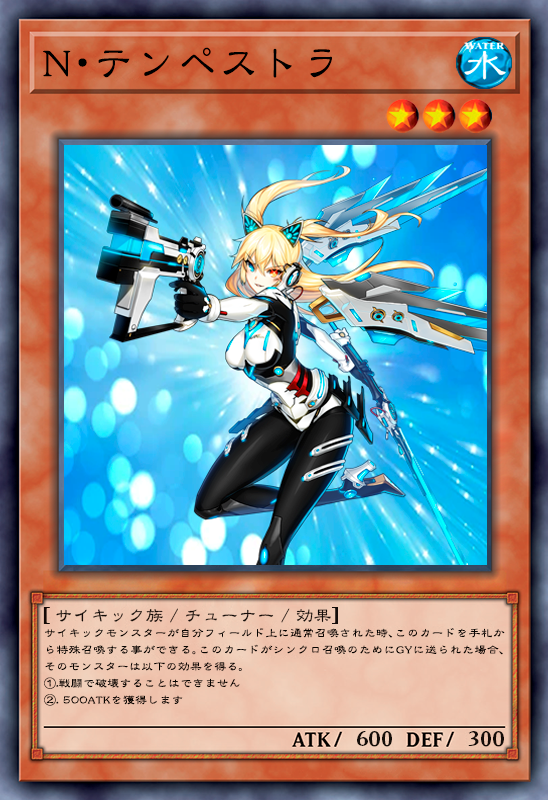 N・テンペストラ
WATER
水
[サイキック族 / チューナー / 効果]
サイキックモンスターが自分フィールド上に通常召喚された時、このカードを手札か
ら特殊召喚する事ができる。このカードがシンクロ召喚のためにGYに送られた場合、
そのモンスターは以下の効果を得る。
①.戦闘で破壊することはできません
②. 500ATKを獲得します
ATK/ 600 DEF/ 300